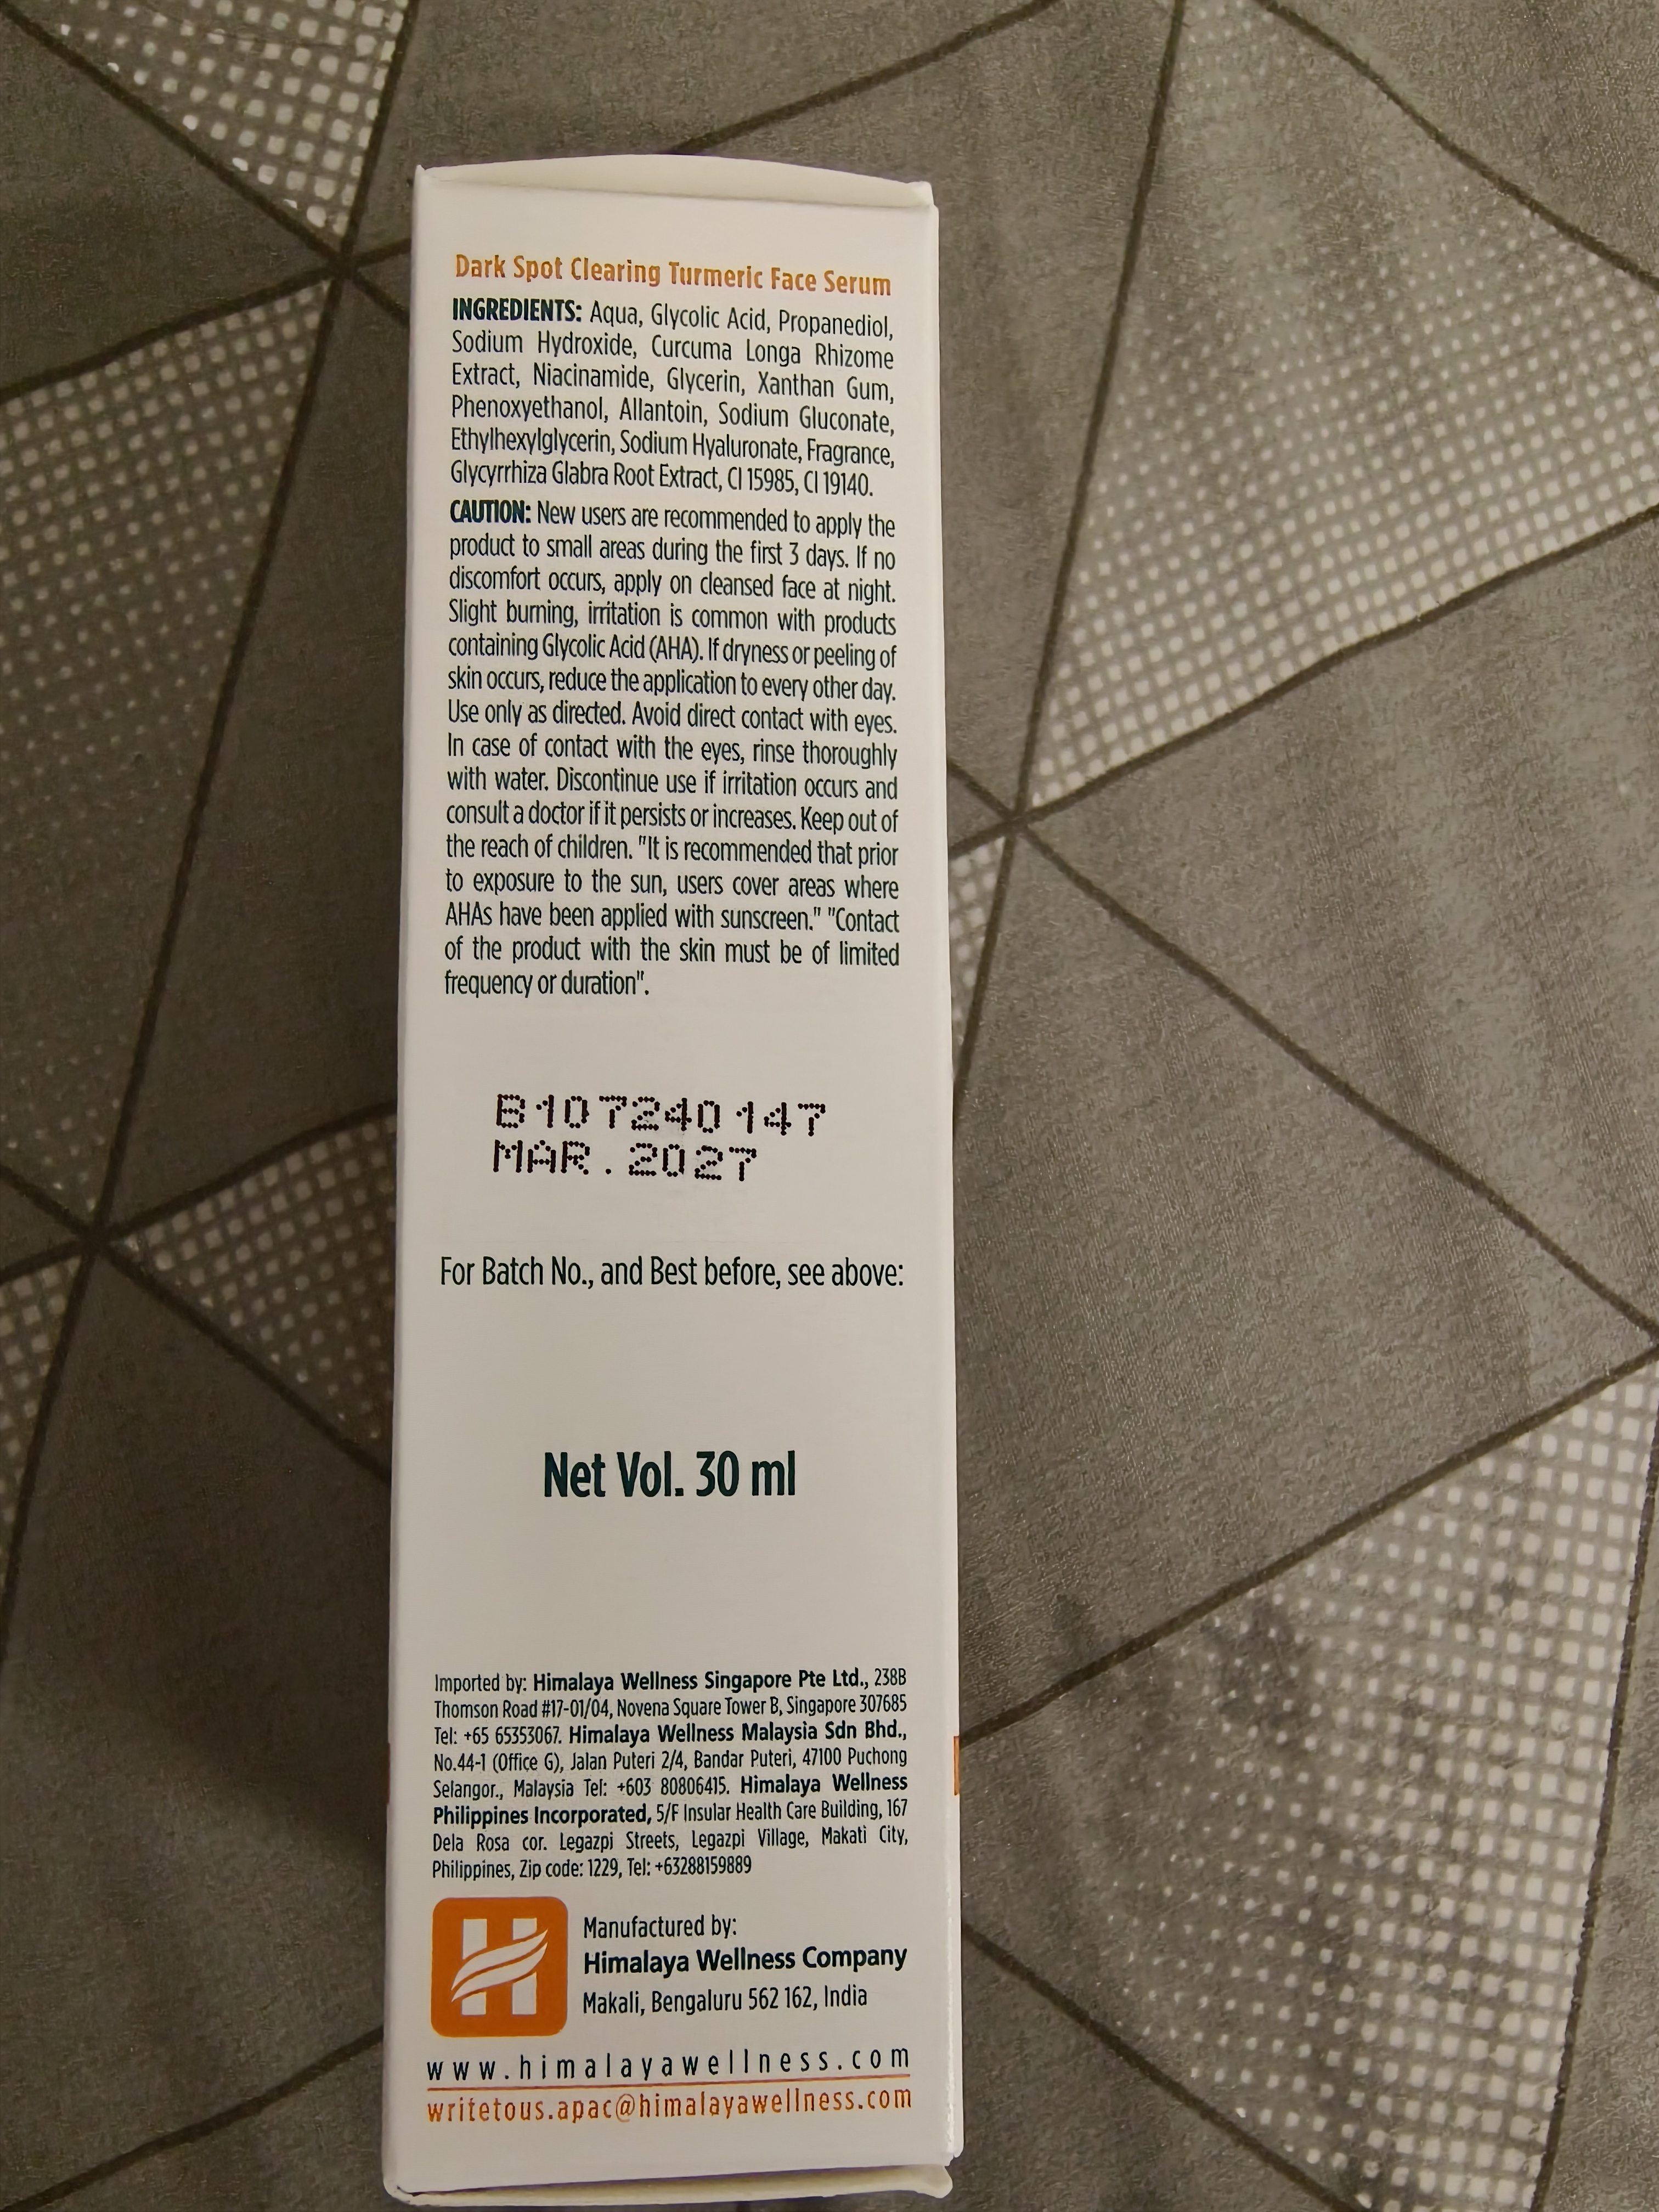 Dark Spot Clearing Turmeric Face Serum
INGREDIENTS: Aqua, Glycolic Acid, Propanediol,
Sodium Hydroxide, Curcuma Longa Rhizome
Extract, Niacinamide, Glycerin, Xanthan Gum,
Phenoxyethanol, Allantoin, Sodium Gluconate,
Ethylhexylglycerin, Sodium Hyaluronate, Fragrance,
Glycyrrhiza Glabra Root Extract, CI 15985, CI 19140.
CAUTION: New users are recommended to apply the
product to small areas during the first 3 days. If no
discomfort occurs, apply on cleansed face at night.
Slight burning, irritation is common with products
containing Glycolic Acid (AHA). If dryness or peeling of
skin occurs, reduce the application to every other day.
Use only as directed. Avoid direct contact with eyes.
In case of contact with the eyes, rinse thoroughly
with water. Discontinue use if irritation occurs and
consult a doctor if it persists or increases. Keep out of
the reach of children. "It is recommended that prior
to exposure to the sun, users cover areas where
AHAs have been applied with sunscreen." "Contact
of the product with the skin must be of limited
frequency or duration".
B107240147
MAR.2027
For Batch No., and Best before, see above:
Net Vol. 30 ml
Imported by: Himalaya Wellness Singapore Pte Ltd., 238B
Thomson Road #17-01/04, Novena Square Tower B, Singapore 307685
Tel: +65 65353067. Himalaya Wellness Malaysia Sdn Bhd.,
No.44-1 (Office G), Jalan Puteri 2/4, Bandar Puteri, 47100 Puchong
Selangor., Malaysia Tel: +603 80806415. Himalaya Wellness
Philippines Incorporated, 5/F Insular Health Care Building, 167
Dela Rosa cor. Legazpi Streets, Legazpi Village, Makati City,
Philippines, Zip code: 1229, Tel: +63288159889
Manufactured by:
Himalaya Wellness Company
Makali, Bengaluru 562 162, India
www.himalayawellness.com
writetous.apac@himalayawellness.com